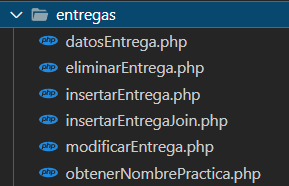 entregas
php datosEntrega.php
php eliminarEntrega.php
php insertarEntrega.php
php insertarEntregaJoin.php
php modificarEntrega.php
php obtenerNombrePractica.php